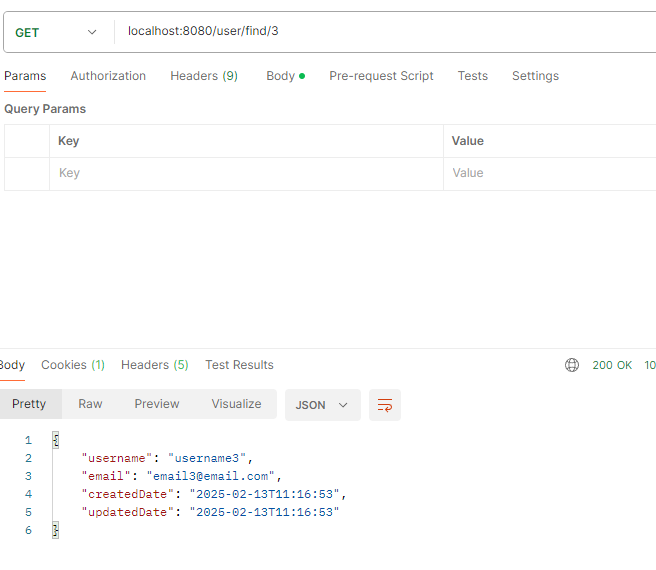 GET localhost:8080/user/find/3
Params Authorization Headers (9) Body Pre-request Script Tests Settings
Query Params
Key Value
Key Value
Body Cookies (1) Headers (5) Test Results 200 OK 10
Pretty Raw Preview Visualize JSON
1 {
2 "username": "username3",
3 "email": "email3@email.com",
4 "createdDate": "2025-02-13T11:16:53",
5 "updatedDate": "2025-02-13T11:16:53"
6 }